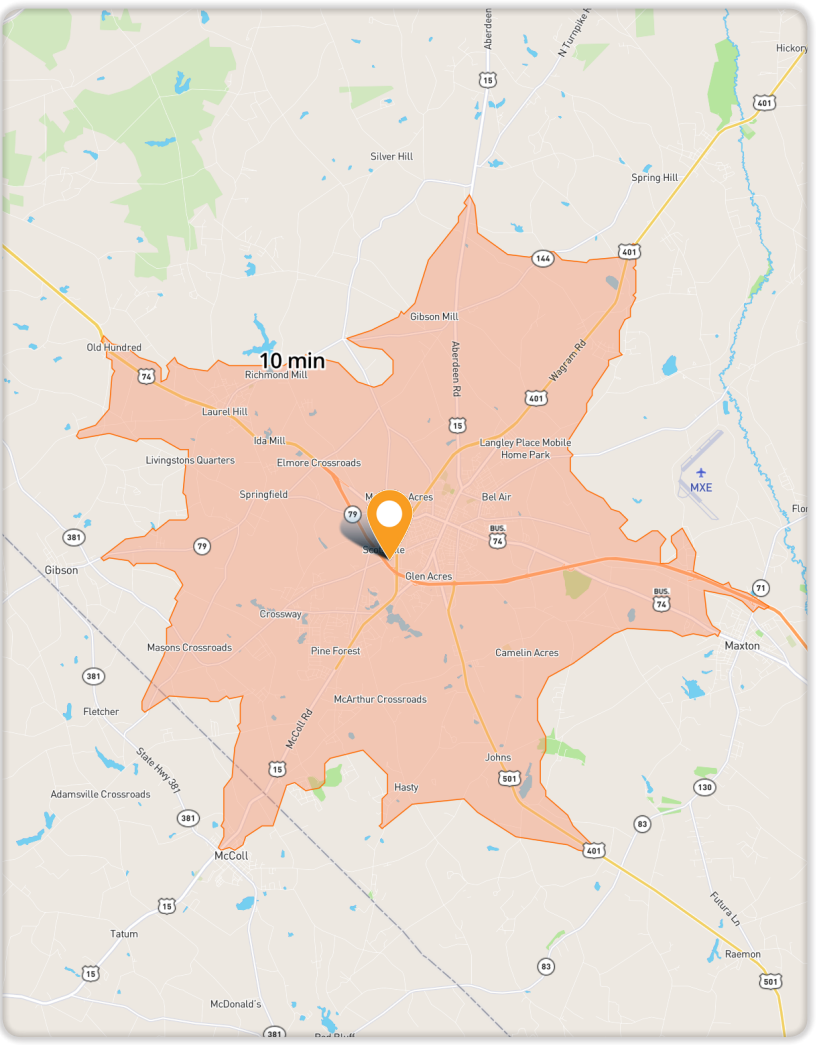 Aberdeen
N Turnpike
Hickory
15
401
Silver Hill
Spring Hill
401
144
Gibson Mill
Old Hundred
10 min
Aberdeen Rd
Wagram Rd
74
Richmond Mill
401
Laurel Hill
15
Ida Mill
Langley Place Mobile
Home Park
Livingstons Quarters
Elmore Crossroads
MXE
Springfield
Acres
Bel Air
79
Flor
381
BUS.
74
79
Gibson
Glen Acres
71
BUS.
74
Crossway
Masons Crossroads
Pine Forest
Camelin Acres
Maxton
381
McArthur Crossroads
Fletcher
McColl Rd
State Hwy 381
Johns
15
501
Adamsville Crossroads
Hasty
130
381
83
McColl
401
15
Futura Ln
Tatum
Raemon
15
83
501
McDonald's
381
Red Bluff